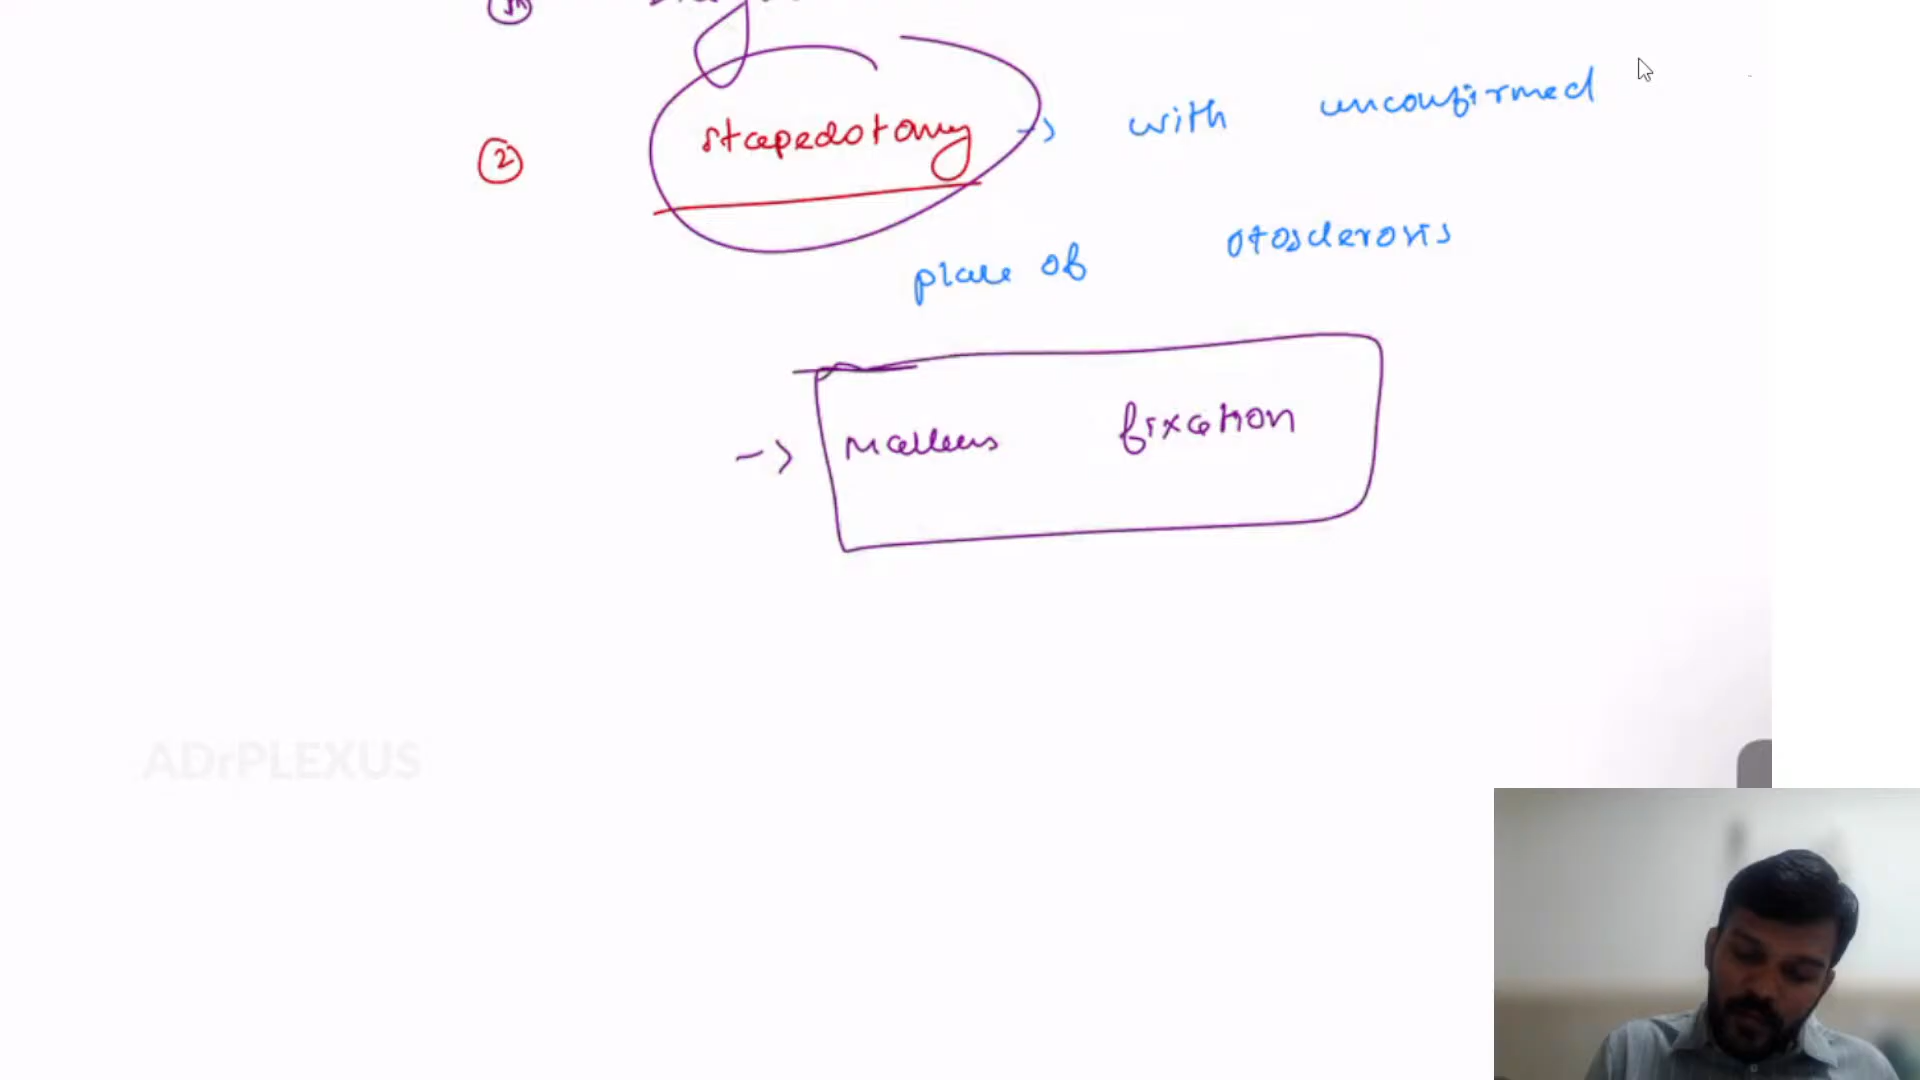 ② stapedotomy -> with unconfirmed
place of otosclerosis
-> Malleus fixation
ADrPLEXUS